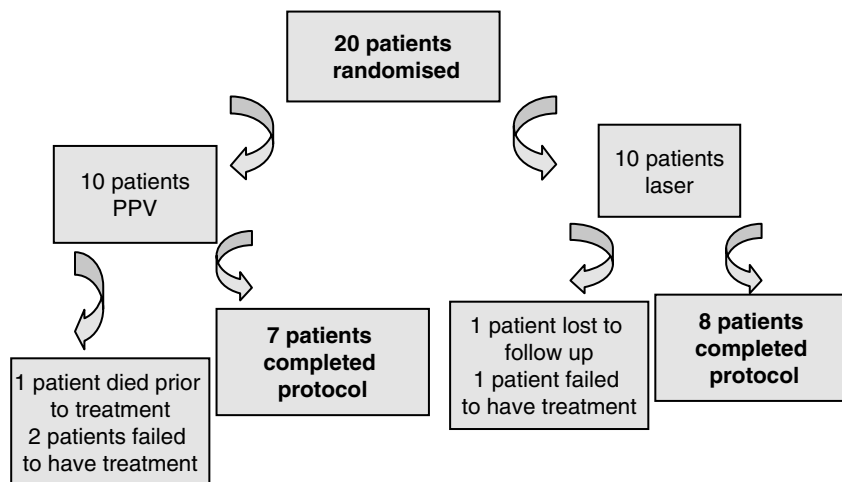 20 patients
randomised
10 patients
PPV
10 patients
laser
1 patient died prior
to treatment
2 patients failed
to have treatment
7 patients
completed
protocol
1 patient lost to
follow up
1 patient failed
to have treatment
8 patients
completed
protocol